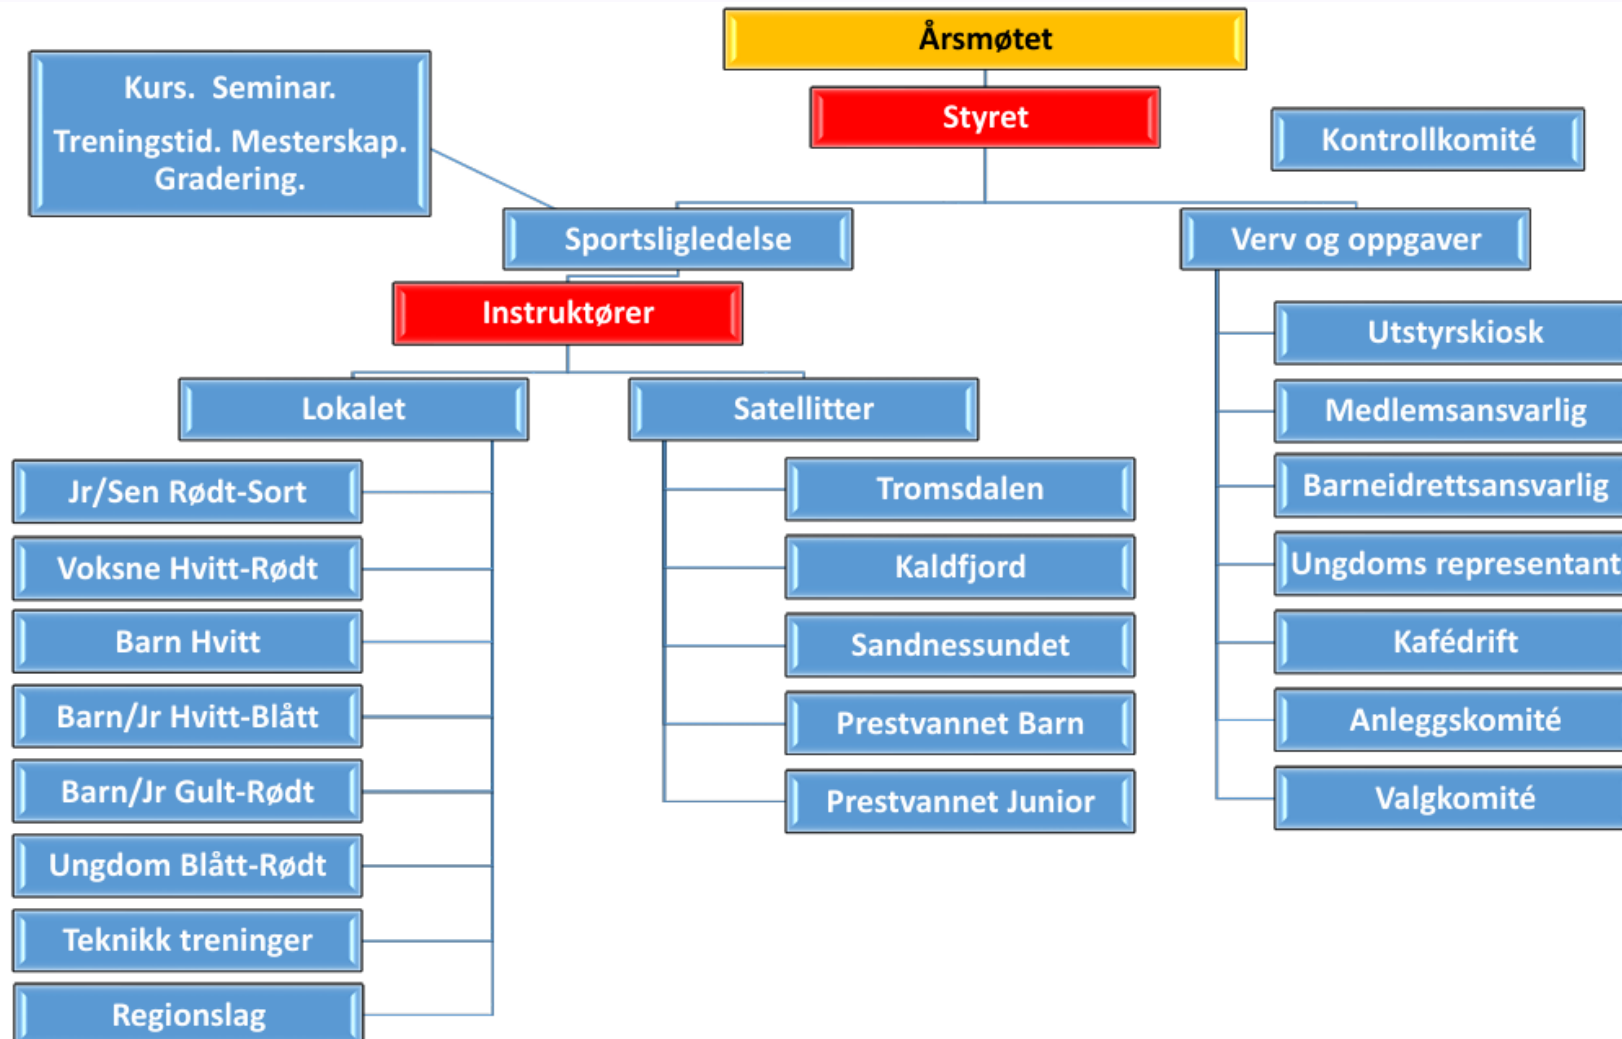 Årsmøtet
Styret
Kontrollkomité
Kurs.  Seminar.
Treningstid. Mesterskap.
Gradering.
Sportsligledelse
Verv og oppgaver
Instruktører
Lokalet
Satellitter
Jr/Sen Rødt-Sort
Voksne Hvitt-Rødt
Barn Hvitt
Barn/Jr Hvitt-Blått
Barn/Jr Gult-Rødt
Ungdom Blått-Rødt
Teknikk treninger
Regionslag
Tromsdalen
Kaldfjord
Sandnessundet
Prestvannet Barn
Prestvannet Junior
Utstyrskiosk
Medlemsansvarlig
Barneidrettsansvarlig
Ungdoms representant
Kafédrift
Anleggskomité
Valgkomité